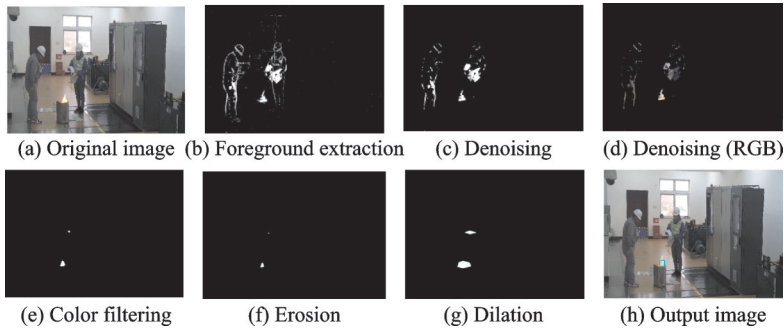 (a) Original image
(b) Foreground extraction
(c) Denoising
(d) Denoising (RGB)
(e) Color filtering
(f) Erosion
(g) Dilation
(h) Output image